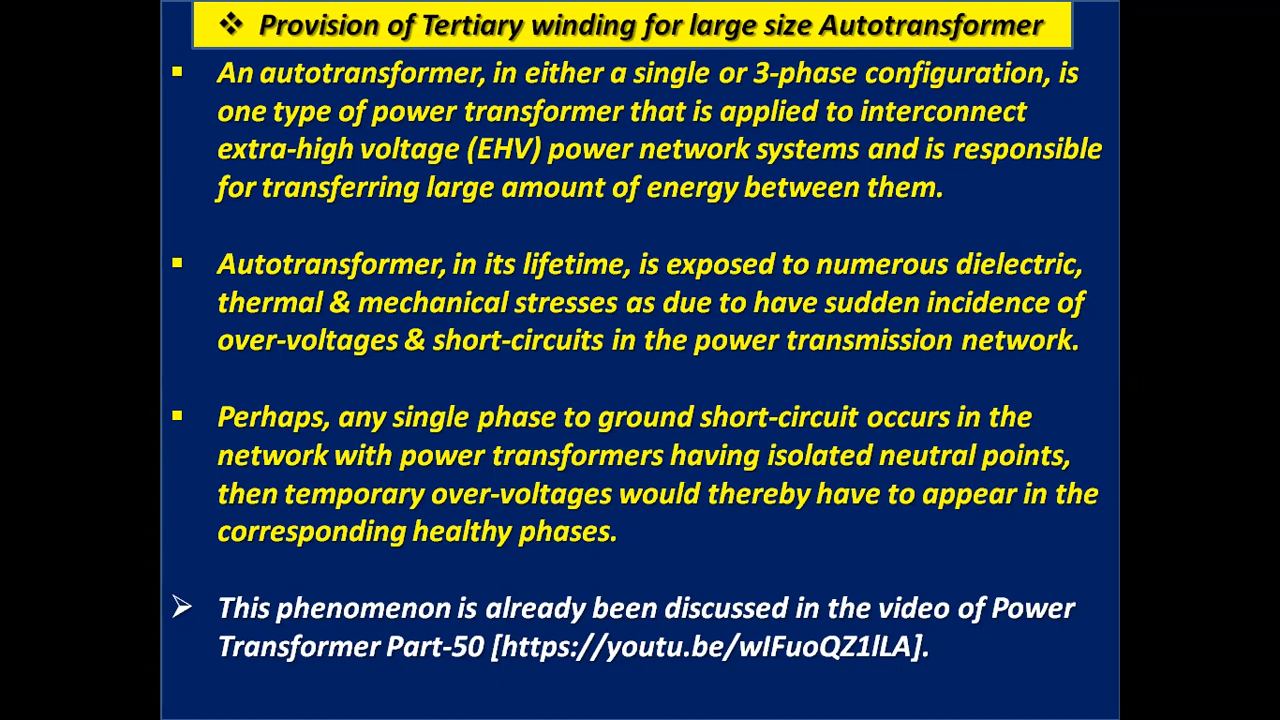 Provision of Tertiary winding for large size Autotransformer
An autotransformer, in either a single or 3-phase configuration, is
one type of power transformer that is applied to interconnect
extra-high voltage (EHV) power network systems and is responsible
for transferring large amount of energy between them.
Autotransformer, in its lifetime, is exposed to numerous dielectric,
thermal & mechanical stresses as due to have sudden incidence of
over-voltages & short-circuits in the power transmission network.
Perhaps, any single phase to ground short-circuit occurs in the
network with power transformers having isolated neutral points,
then temporary over-voltages would thereby have to appear in the
corresponding healthy phases.
This phenomenon is already been discussed in the video of Power
Transformer Part-50 [https://youtu.be/wIFuoQZ1lLA].